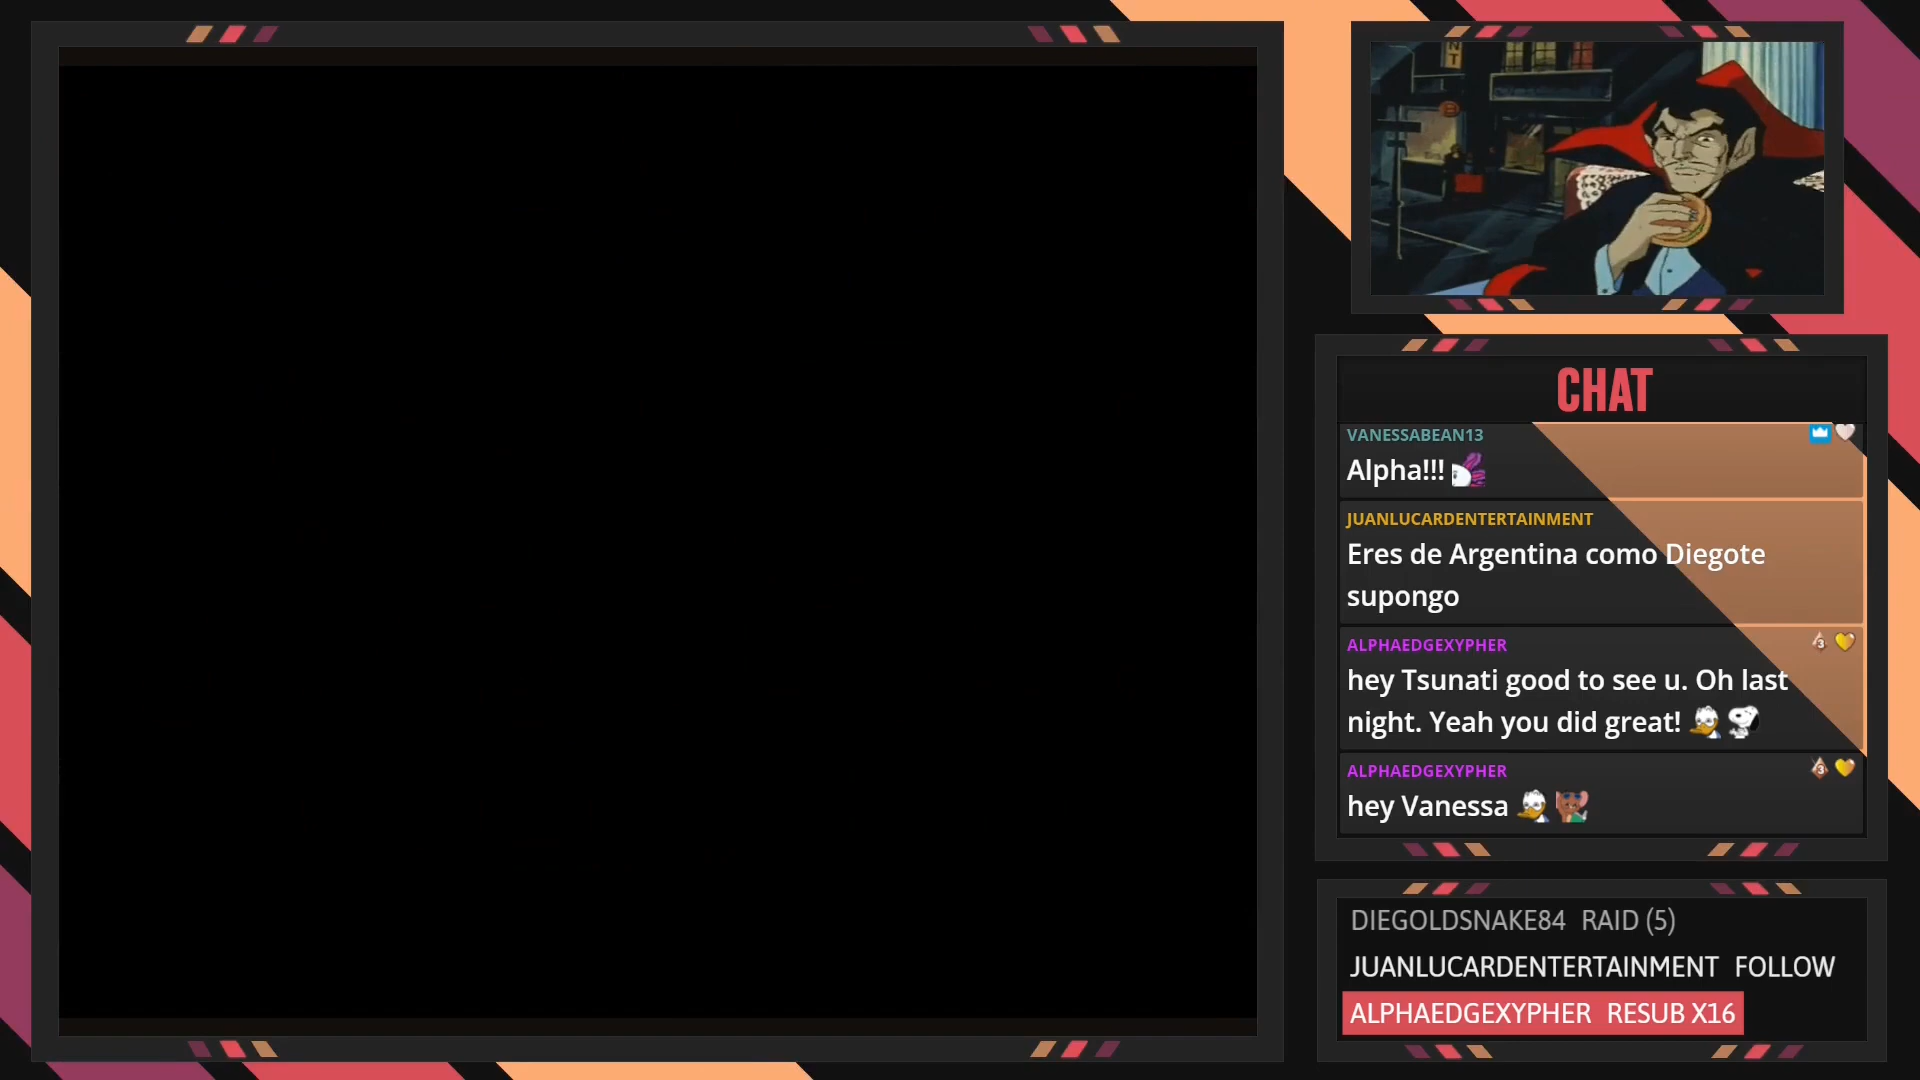 CHAT
VANESSABEAN13
Alpha!!!
JUANLUCARDENTERTAINMENT
Eres de Argentina como Diegote
supongo
ALPHAEDGEXYPHER
hey Tsunati good to see u. Oh last
night. Yeah you did great!
ALPHAEDGEXYPHER
hey Vanessa
DIEGOLDSNAKE84 RAID (5)
JUANLUCARDENTERTAINMENT FOLLOW
ALPHAEDGEXYPHER RESUB X16